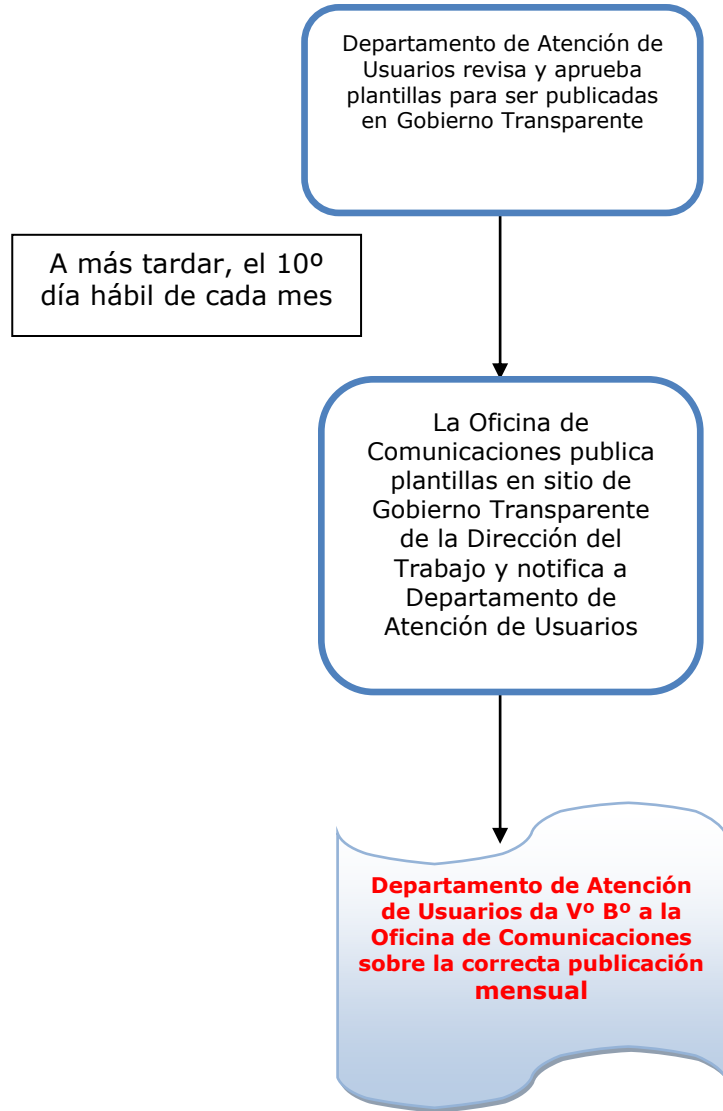 Departamento de Atención de
Usuarios revisa y aprueba
plantillas para ser publicadas
en Gobierno Transparente
A más tardar, el 10º
día hábil de cada mes
La Oficina de
Comunicaciones publica
plantillas en sitio de
Gobierno Transparente
de la Dirección del
Trabajo y notifica a
Departamento de
Atención de Usuarios
Departamento de Atención
de Usuarios da Vº Bº a la
Oficina de Comunicaciones
sobre la correcta publicación
mensual